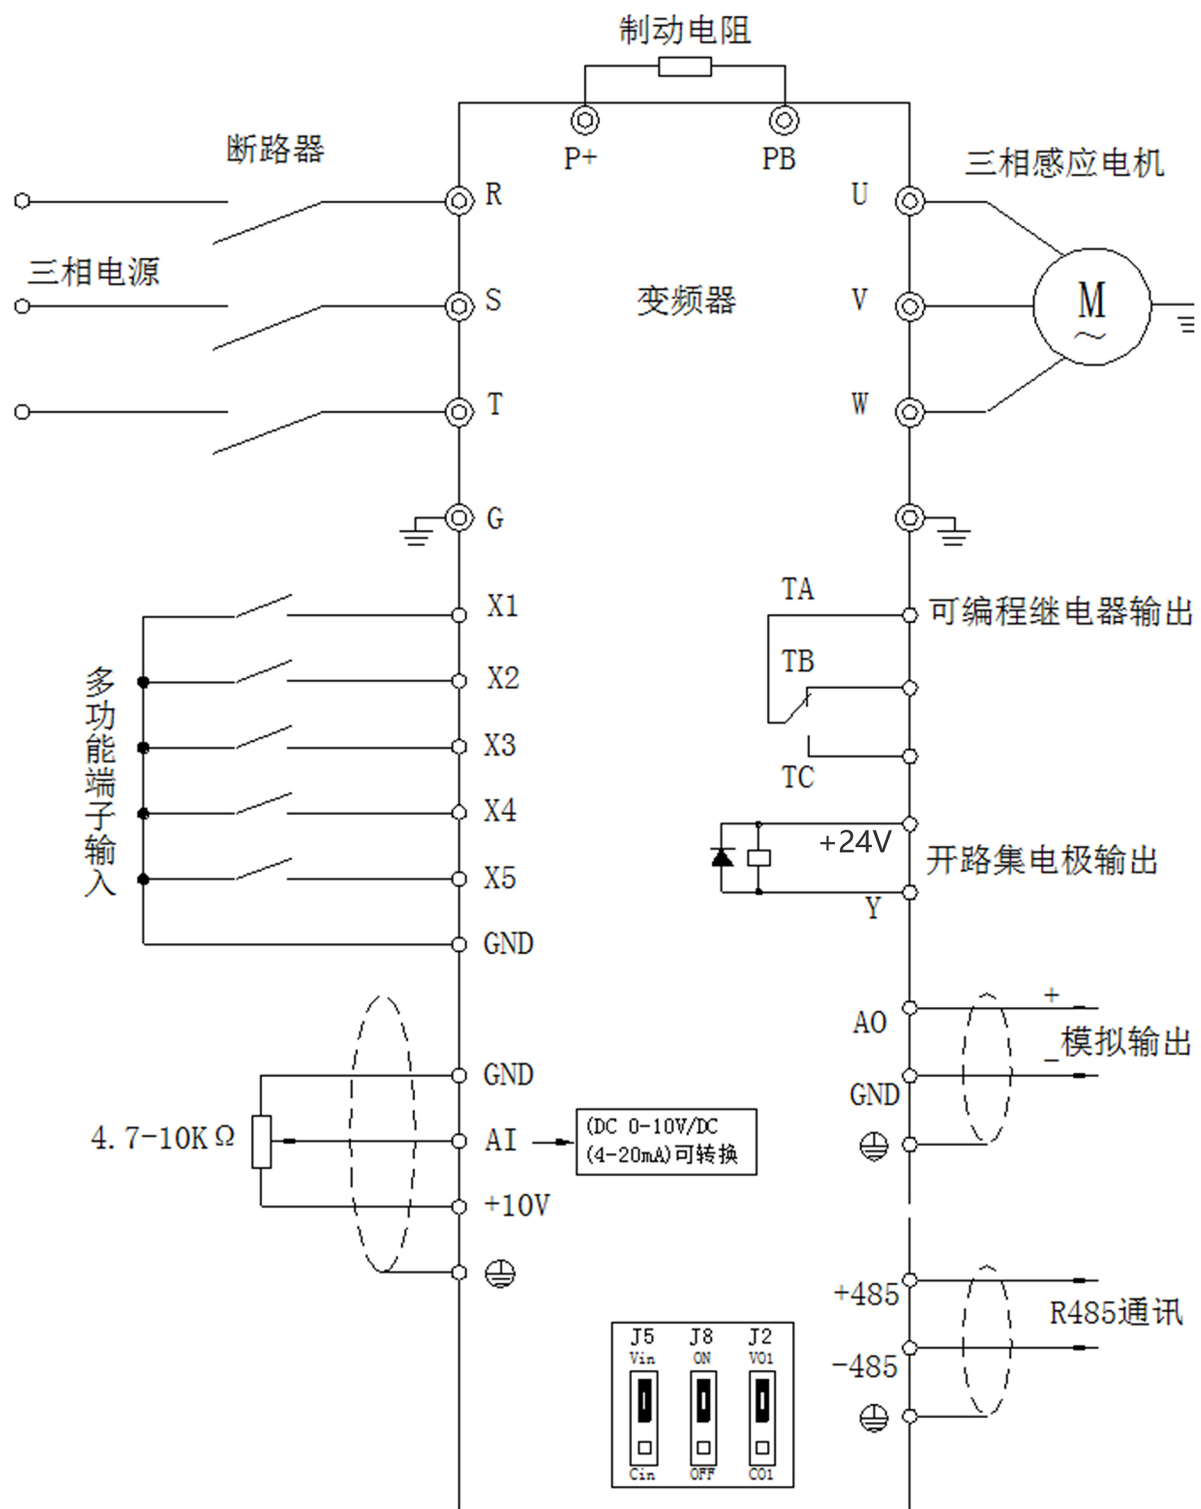 制动电阻
P+
PB
断路器
三相感应电机
R
U
三相电源
S
变频器
V
M
~
T
W
G
TA
X1
可编程继电器输出
TB
X2
多功能端子输入
X3
TC
X4
+24V
开路集电极输出
X5
Y
GND
+
AO
模拟输出
-
GND
GND
4.7-10KΩ
AI
(DC 0-10V/DC
(4-20mA)可转换
+10V
+485
R485通讯
-485
J5 J8 J2
Vin ON VO1
Cin OFF CO1